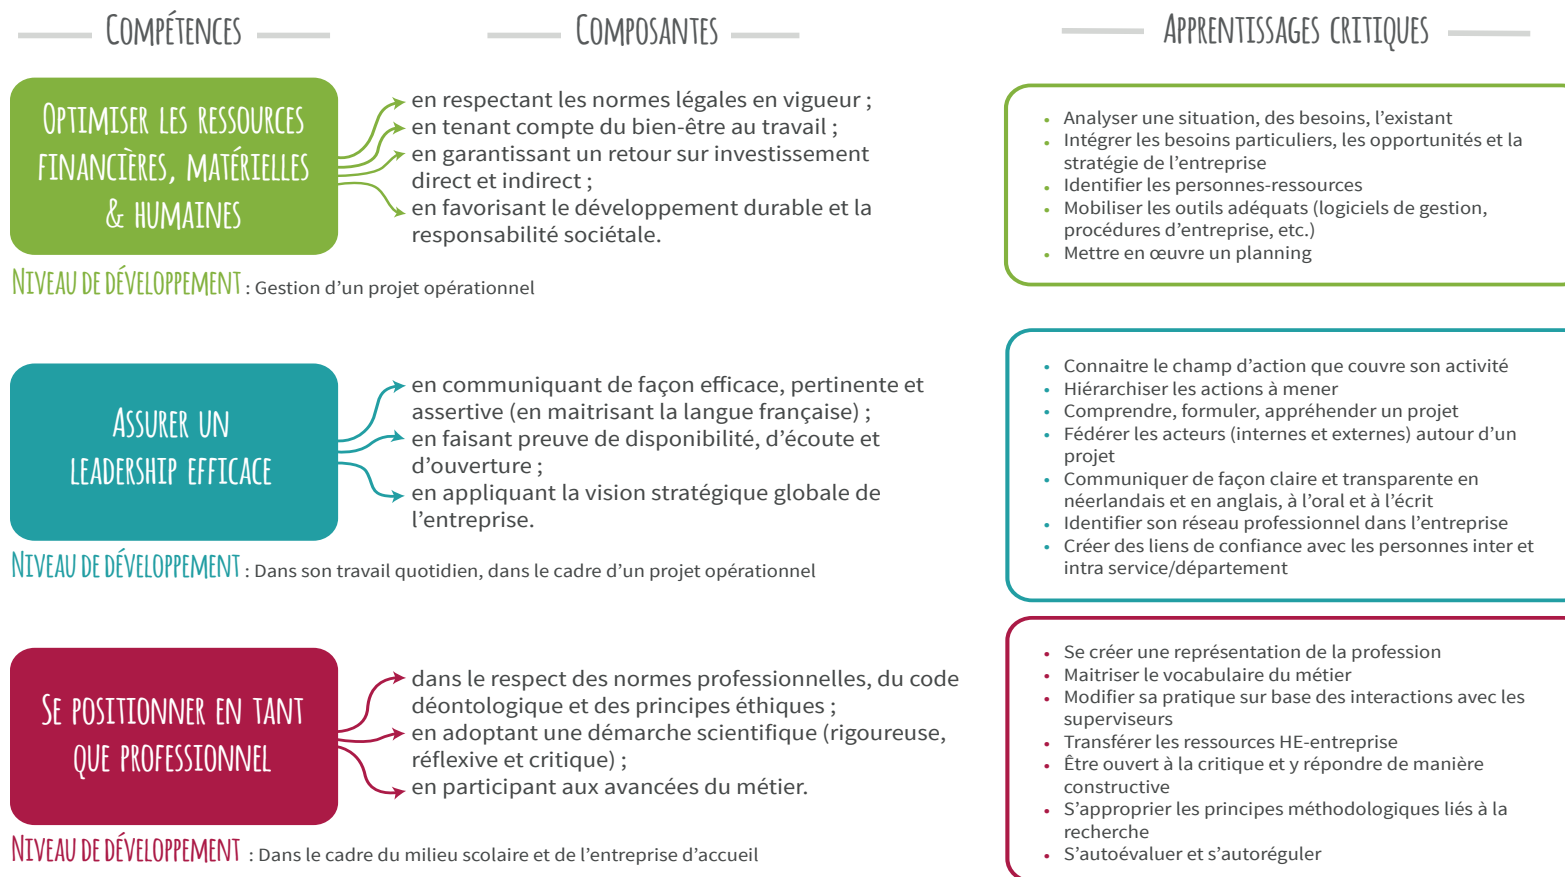 Compétences
Composantes
Apprentissages critiques
Optimiser les ressources
financières, matérielles
& humaines
en respectant les normes légales en vigueur ;
en tenant compte du bien-être au travail ;
en garantissant un retour sur investissement
direct et indirect ;
en favorisant le développement durable et la
responsabilité sociétale.
• Analyser une situation, des besoins, l’existant
• Intégrer les besoins particuliers, les opportunités et la
stratégie de l’entreprise
• Identifier les personnes-ressources
• Mobiliser les outils adéquats (logiciels de gestion,
procédures d’entreprise, etc.)
• Mettre en œuvre un planning
Niveau de développement : Gestion d’un projet opérationnel
Assurer un
leadership efficace
en communiquant de façon efficace, pertinente et
assertive (en maitrisant la langue française) ;
en faisant preuve de disponibilité, d’écoute et
d’ouverture ;
en appliquant la vision stratégique globale de
l’entreprise.
• Connaitre le champ d’action que couvre son activité
• Hiérarchiser les actions à mener
• Comprendre, formuler, appréhender un projet
• Fédérer les acteurs (internes et externes) autour d’un
projet
• Communiquer de façon claire et transparente en
néerlandais et en anglais, à l’oral et à l’écrit
• Identifier son réseau professionnel dans l’entreprise
• Créer des liens de confiance avec les personnes inter et
intra service/département
Niveau de développement : Dans son travail quotidien, dans le cadre d’un projet opérationnel
Se positionner en tant
que professionnel
dans le respect des normes professionnelles, du code
déontologique et des principes éthiques ;
en adoptant une démarche scientifique (rigoureuse,
réflexive et critique) ;
en participant aux avancées du métier.
• Se créer une représentation de la profession
• Maitriser le vocabulaire du métier
• Modifier sa pratique sur base des interactions avec les
superviseurs
• Transférer les ressources HE-entreprise
• Être ouvert à la critique et y répondre de manière
constructive
• S’approprier les principes méthodologiques liés à la
recherche
• S’autoévaluer et s’autoréguler
Niveau de développement : Dans le cadre du milieu scolaire et de l’entreprise d’accueil